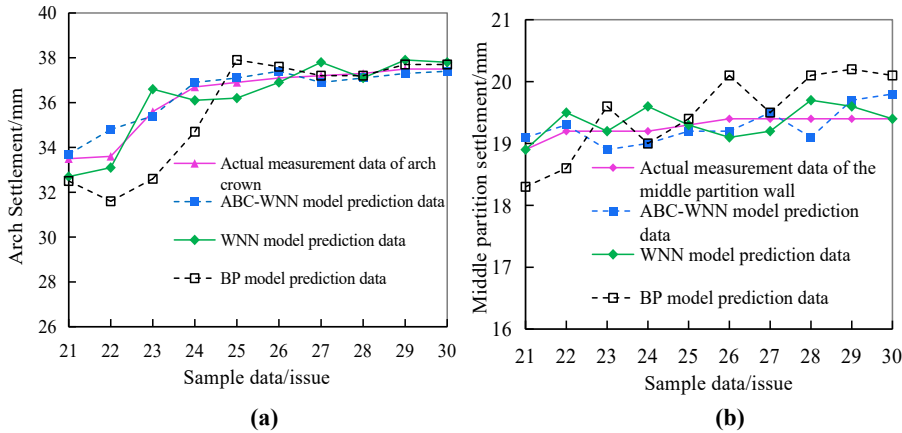 40
38
36
34
32
30
28
26
Arch Settlement/mm
21 22 23 24 25 26 27 28 29 30
Sample data/issue
Actual measurement data of arch
crown
ABC-WNN model prediction data
WNN model prediction data
BP model prediction data
(a)
21
20
19
18
17
16
Middle partition settlement/mm
21 22 23 24 25 26 27 28 29 30
Sample data/issue
Actual measurement data of the
middle partition wall
ABC-WNN model prediction
data
WNN model prediction data
BP model prediction data
(b)